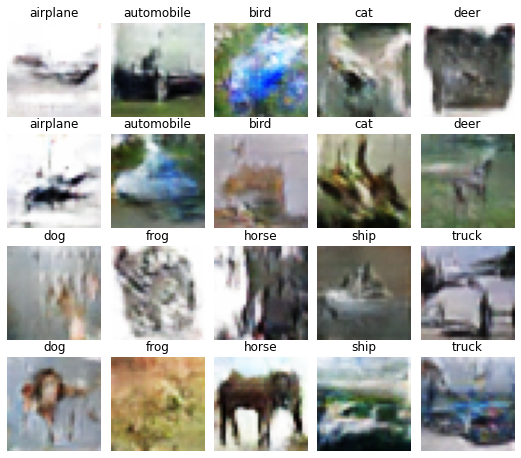 airplane automobile bird cat deer
airplane automobile bird cat deer
dog frog horse ship truck
dog frog horse ship truck